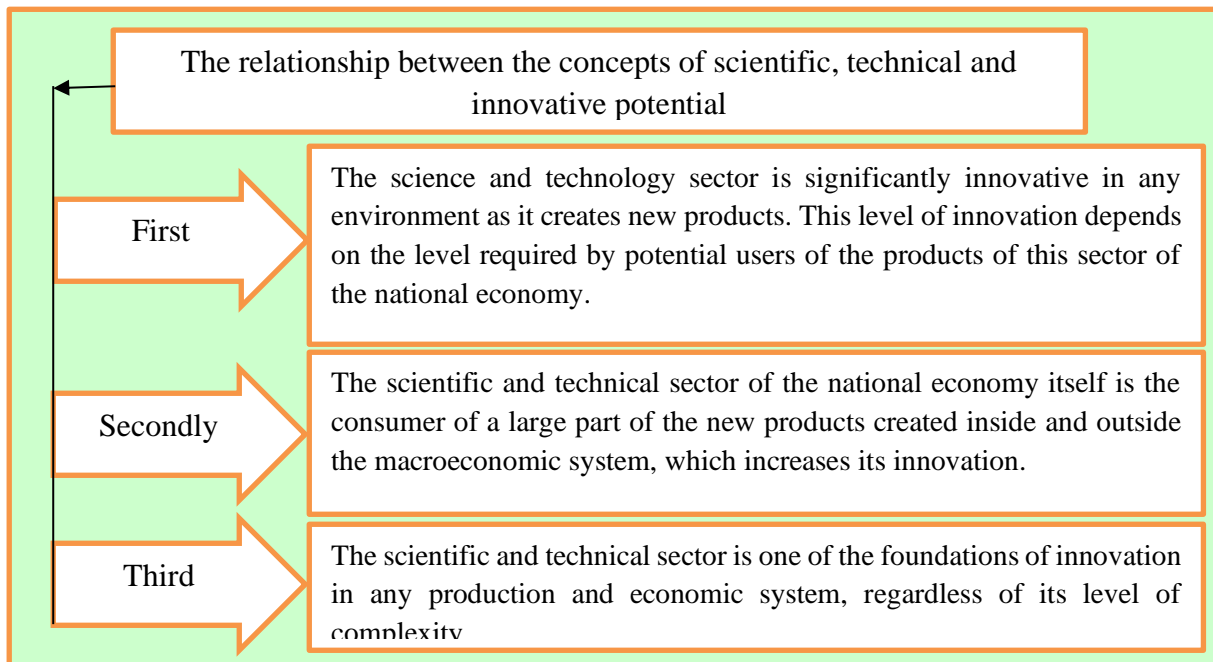 The relationship between the concepts of scientific, technical and
innovative potential
First
The science and technology sector is significantly innovative in any
environment as it creates new products. This level of innovation depends
on the level required by potential users of the products of this sector of
the national economy.
Secondly
The scientific and technical sector of the national economy itself is the
consumer of a large part of the new products created inside and outside
the macroeconomic system, which increases its innovation.
Third
The scientific and technical sector is one of the foundations of innovation
in any production and economic system, regardless of its level of
complexity